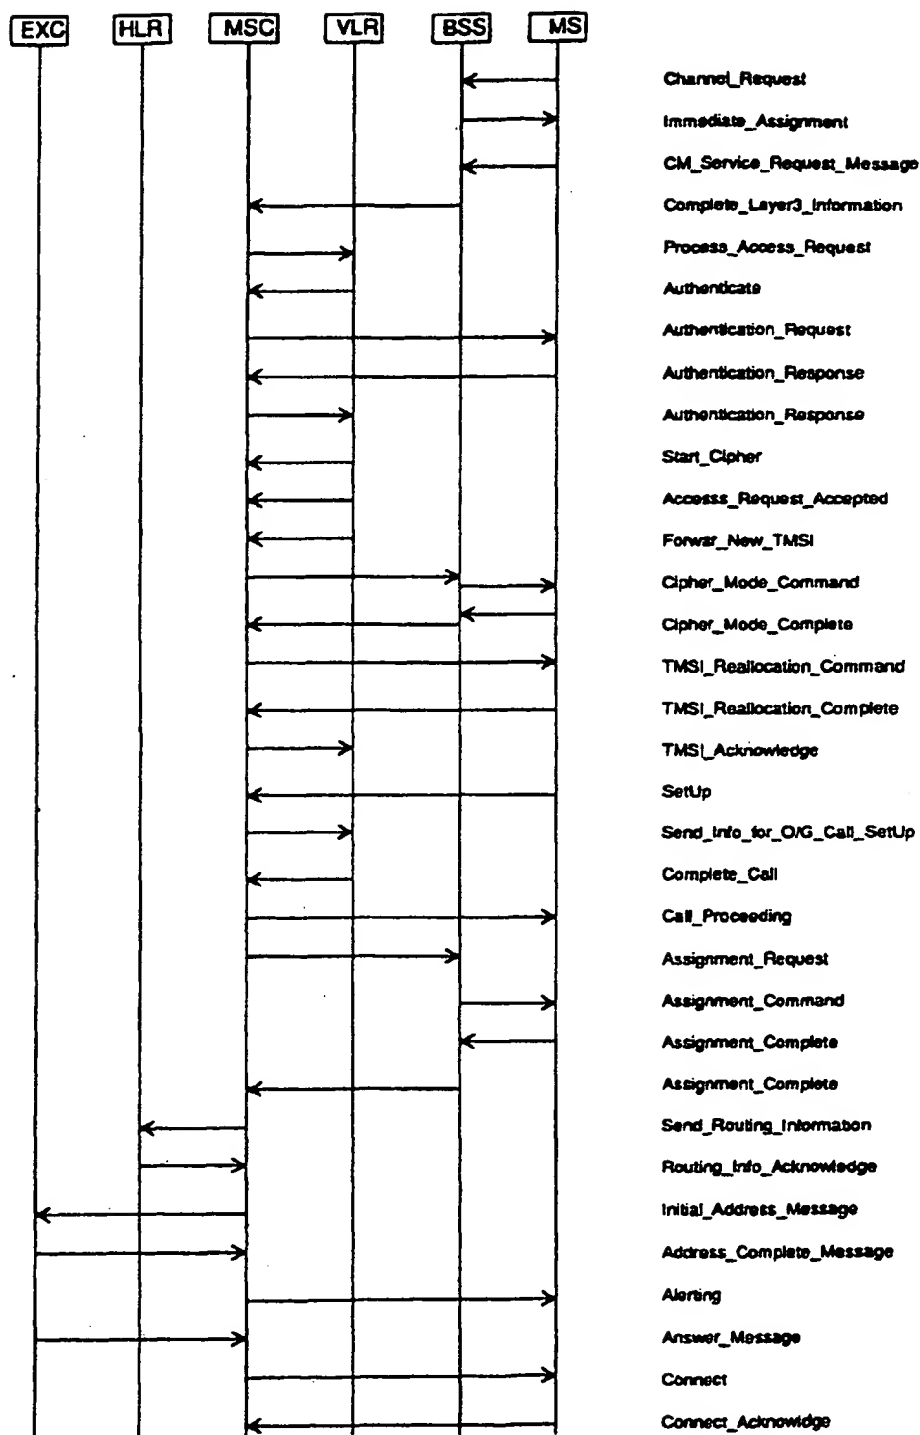 EXC HLR MSC VLR BSS MS
Channel_Request
Immediate_Assignment
CM_Service_Request_Message
Complete_Layer3_Information
Process_Access_Request
Authenticate
Authentication_Request
Authentication_Response
Authentication_Response
Start_Cipher
Accesss_Request_Accepted
Forwar_New_TMSI
Cipher_Mode_Command
Cipher_Mode_Complete
TMSI_Reallocation_Command
TMSI_Reallocation_Complete
TMSI_Acknowledge
SetUp
Send_Info_for_O/G_Call_SetUp
Complete_Call
Call_Proceeding
Assignment_Request
Assignment_Command
Assignment_Complete
Assignment_Complete
Send_Routing_Information
Routing_Info_Acknowledge
Initial_Address_Message
Address_Complete_Message
Alerting
Answer_Message
Connect
Connect_Acknowldge